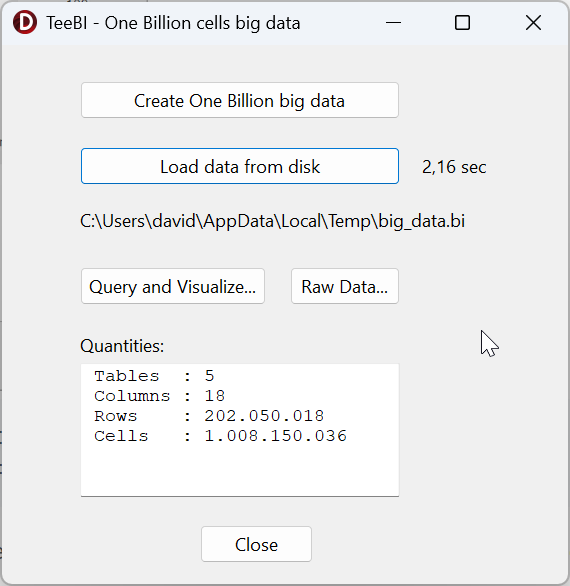 TeeBI - One Billion cells big data
Create One Billion big data
Load data from disk 2,16 sec
C:\Users\david\AppData\Local\Temp\big_data.bi
Query and Visualize... Raw Data...
Quantities:
Tables  : 5
Columns : 18
Rows    : 202.050.018
Cells   : 1.008.150.036
Close